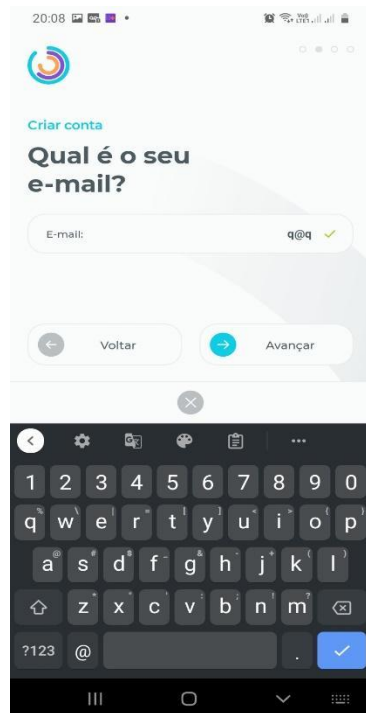 20:08
Criar conta
Qual é o seu
e-mail?
E-mail: q@q
Voltar Avançar
1 2 3 4 5 6 7 8 9 0
q w e r t y u i o p
a s d f g h j k l
z x c v b n m
?123 @ .